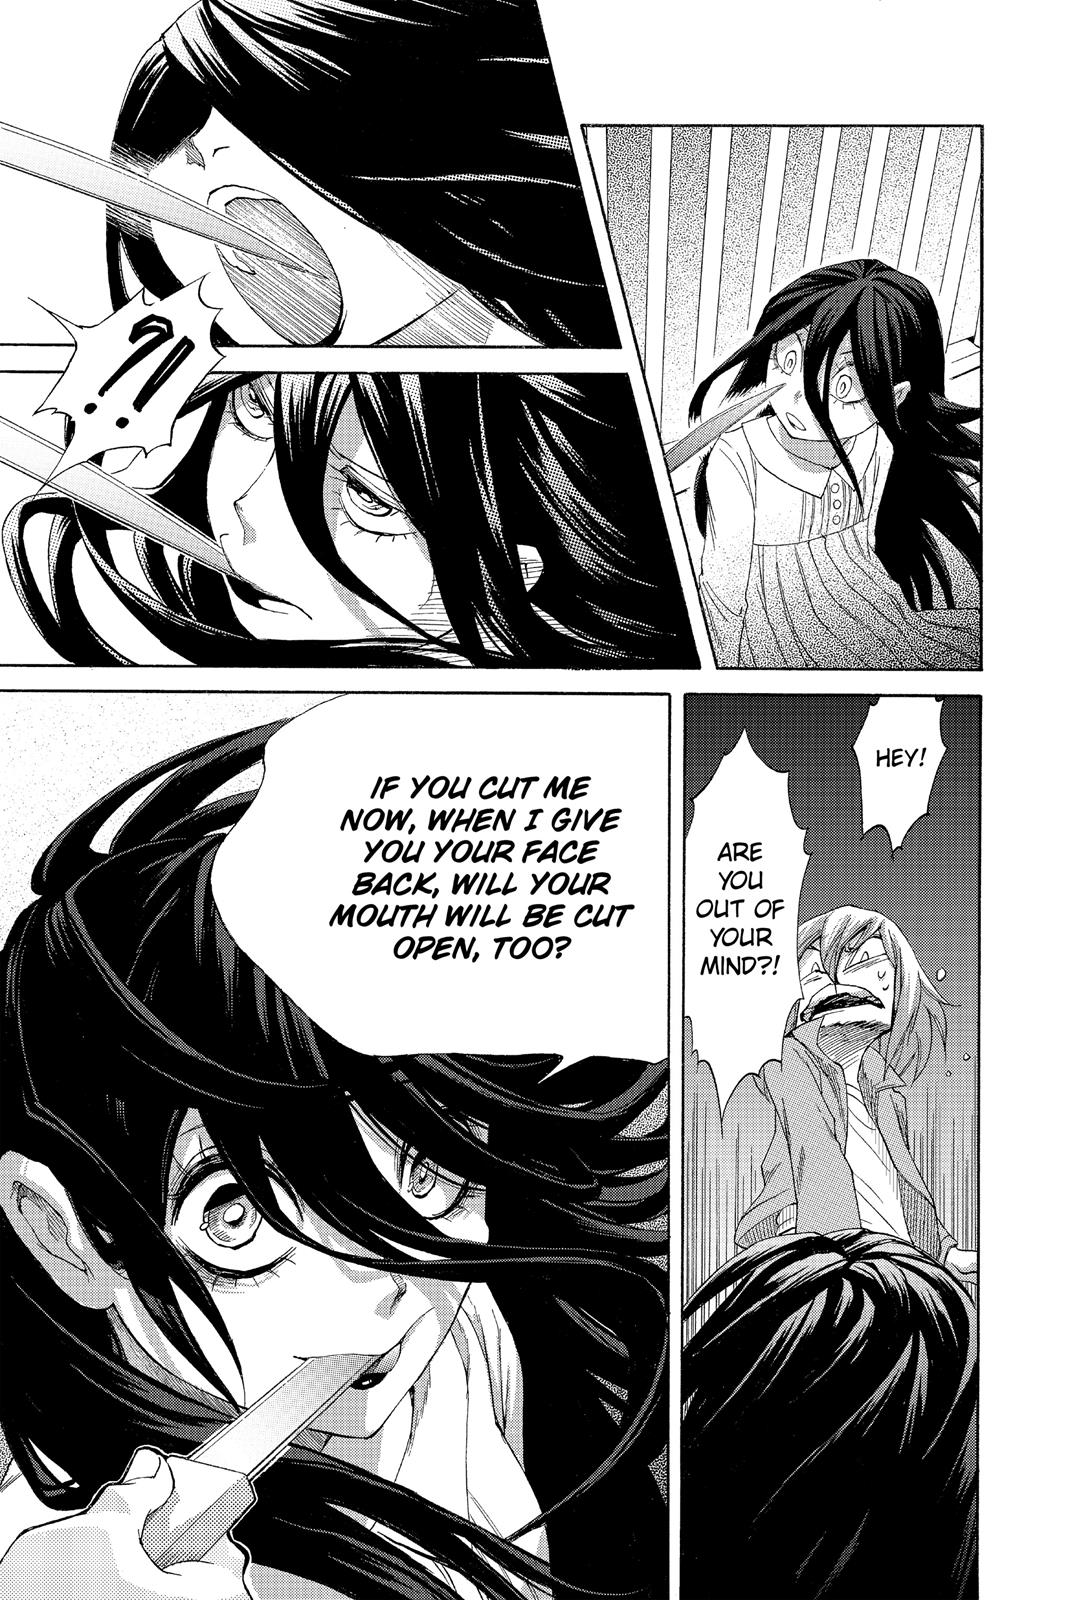 ?!
HEY!
ARE
YOU
OUT OF
YOUR
MIND?!
IF YOU CUT ME
NOW, WHEN I GIVE
YOU YOUR FACE
BACK, WILL YOUR
MOUTH WILL BE CUT
OPEN, TOO?